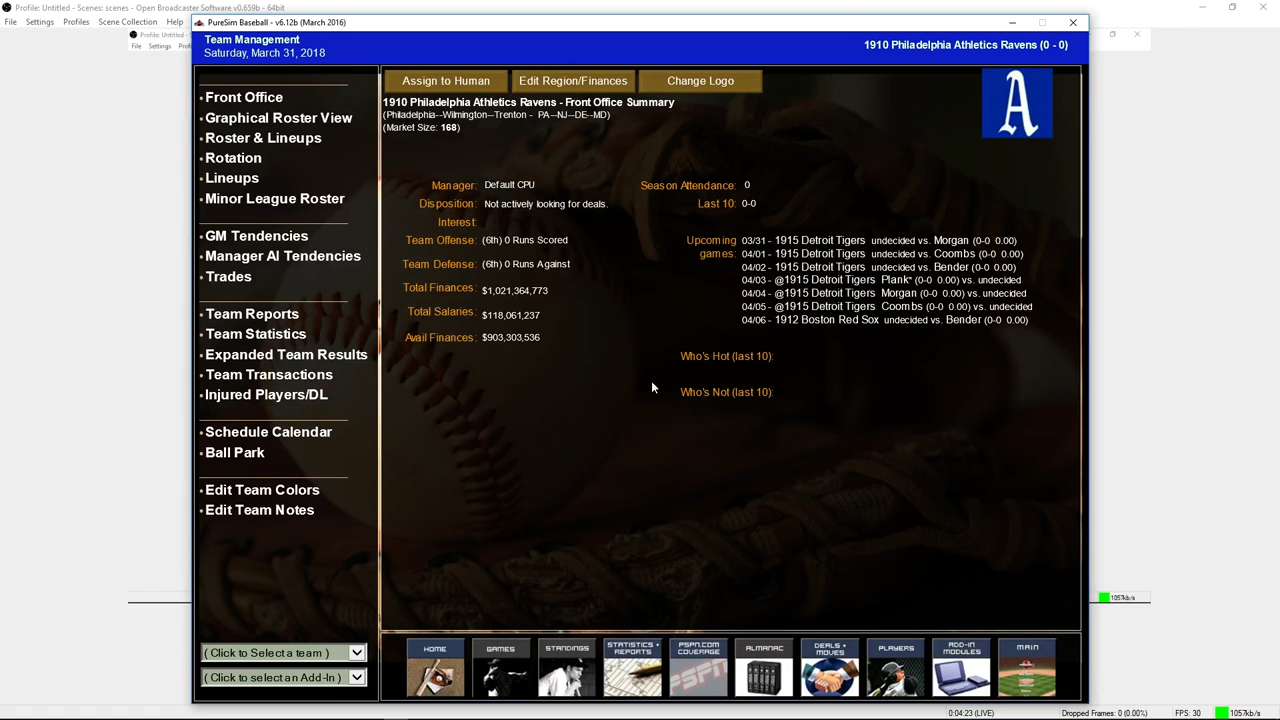 Profile: Untitled - Scenes: scenes - Open Broadcaster Software v0.659b - 64bit
File Settings Profiles Scene Collection Help
PureSim Baseball - v6.12b (March 2016)
Profile: Untitled -
File Settings
Team Management
Saturday, March 31, 2018
1910 Philadelphia Athletics Ravens (0 - 0)
Assign to Human
Edit Region/Finances
Change Logo
1910 Philadelphia Athletics Ravens - Front Office Summary
(Philadelphia--Wilmington--Trenton - PA--NJ--DE--MD)
(Market Size: 168)
A
Front Office
Graphical Roster View
Roster & Lineups
Rotation
Lineups
Minor League Roster
GM Tendencies
Manager AI Tendencies
Trades
Team Reports
Team Statistics
Expanded Team Results
Team Transactions
Injured Players/DL
Schedule Calendar
Ball Park
Edit Team Colors
Edit Team Notes
Manager: Default CPU
Disposition: Not actively looking for deals.
Interest:
Team Offense: (6th) 0 Runs Scored
Team Defense: (6th) 0 Runs Against
Total Finances: $1,021,364,773
Total Salaries: $118,061,237
Avail Finances: $903,303,536
Season Attendance: 0
Last 10: 0-0
Upcoming games:
03/31 - 1915 Detroit Tigers undecided vs. Morgan (0-0 0.00)
04/01 - 1915 Detroit Tigers undecided vs. Coombs (0-0 0.00)
04/02 - 1915 Detroit Tigers undecided vs. Bender (0-0 0.00)
04/03 - @1915 Detroit Tigers Plank* (0-0 0.00) vs. undecided
04/04 - @1915 Detroit Tigers Morgan (0-0 0.00) vs. undecided
04/05 - @1915 Detroit Tigers Coombs (0-0 0.00) vs. undecided
04/06 - 1912 Boston Red Sox undecided vs. Bender (0-0 0.00)
Who's Hot (last 10):
Who's Not (last 10):
( Click to Select a team )
( Click to select an Add-In )
HOME
GAMES
STANDINGS
STATISTICS + REPORTS
PSPN.COM COVERAGE
ALMANAC
DEALS + MOVES
PLAYERS
ADD-IN MODULES
MAIN
1057kb/s
0:04:23 (LIVE)
Dropped Frames: 0 (0.00%)
FPS: 30
1057kb/s